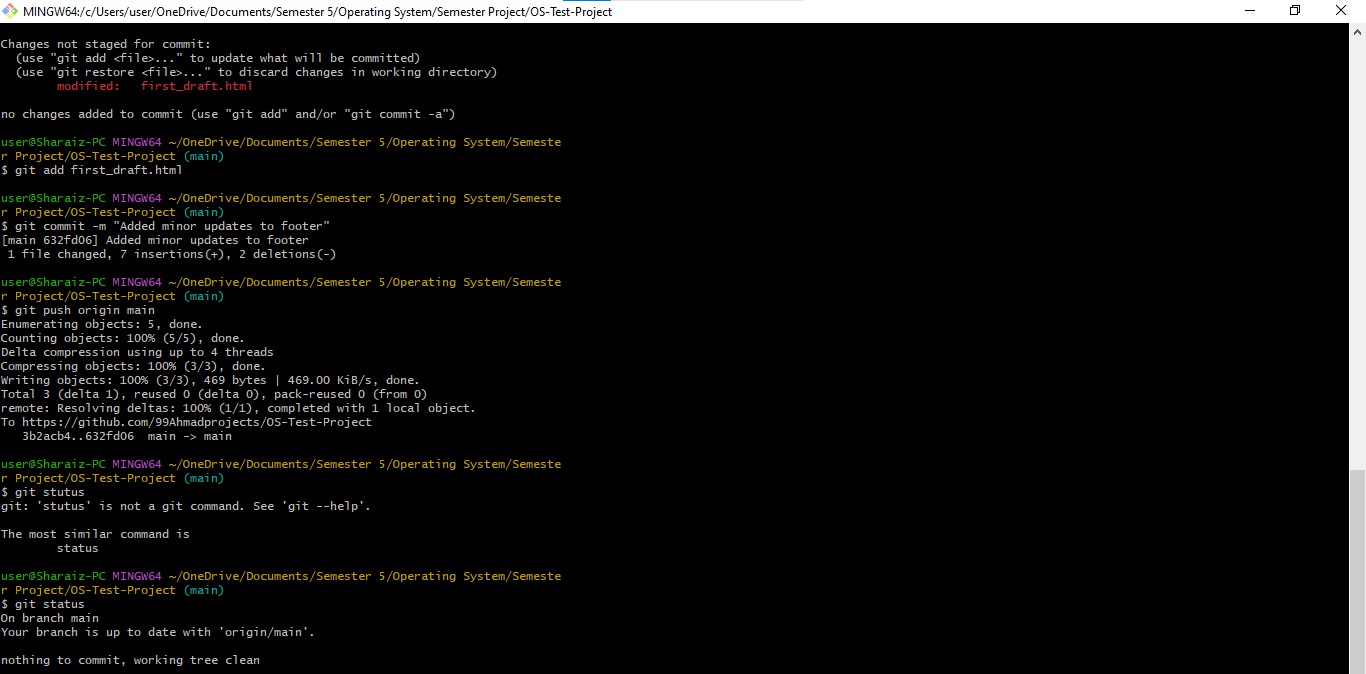 MINGW64:/c/Users/user/OneDrive/Documents/Semester 5/Operating System/Semester Project/OS-Test-Project
Changes not staged for commit:
  (use "git add <file>..." to update what will be committed)
  (use "git restore <file>..." to discard changes in working directory)
        modified:   first_draft.html

no changes added to commit (use "git add" and/or "git commit -a")

user@Sharaiz-PC MINGW64 ~/OneDrive/Documents/Semester 5/Operating System/Semeste
r Project/OS-Test-Project (main)
$ git add first_draft.html

user@Sharaiz-PC MINGW64 ~/OneDrive/Documents/Semester 5/Operating System/Semeste
r Project/OS-Test-Project (main)
$ git commit -m "Added minor updates to footer"
[main 632fd06] Added minor updates to footer
 1 file changed, 7 insertions(+), 2 deletions(-)

user@Sharaiz-PC MINGW64 ~/OneDrive/Documents/Semester 5/Operating System/Semeste
r Project/OS-Test-Project (main)
$ git push origin main
Enumerating objects: 5, done.
Counting objects: 100% (5/5), done.
Delta compression using up to 4 threads
Compressing objects: 100% (3/3), done.
Writing objects: 100% (3/3), 469 bytes | 469.00 KiB/s, done.
Total 3 (delta 1), reused 0 (delta 0), pack-reused 0 (from 0)
remote: Resolving deltas: 100% (1/1), completed with 1 local object.
To https://github.com/99Ahmadprojects/OS-Test-Project
   3b2acb4..632fd06  main -> main

user@Sharaiz-PC MINGW64 ~/OneDrive/Documents/Semester 5/Operating System/Semeste
r Project/OS-Test-Project (main)
$ git stutus
git: 'stutus' is not a git command. See 'git --help'.

The most similar command is
        status

user@Sharaiz-PC MINGW64 ~/OneDrive/Documents/Semester 5/Operating System/Semeste
r Project/OS-Test-Project (main)
$ git status
On branch main
Your branch is up to date with 'origin/main'.

nothing to commit, working tree clean